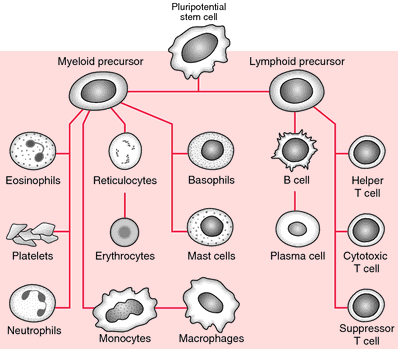 Pluripotential
stem cell
Myeloid precursor
Lymphoid precursor
Eosinophils
Reticulocytes
Basophils
B cell
Helper
T cell
Platelets
Erythrocytes
Mast cells
Plasma cell
Cytotoxic
T cell
Neutrophils
Monocytes
Macrophages
Suppressor
T cell